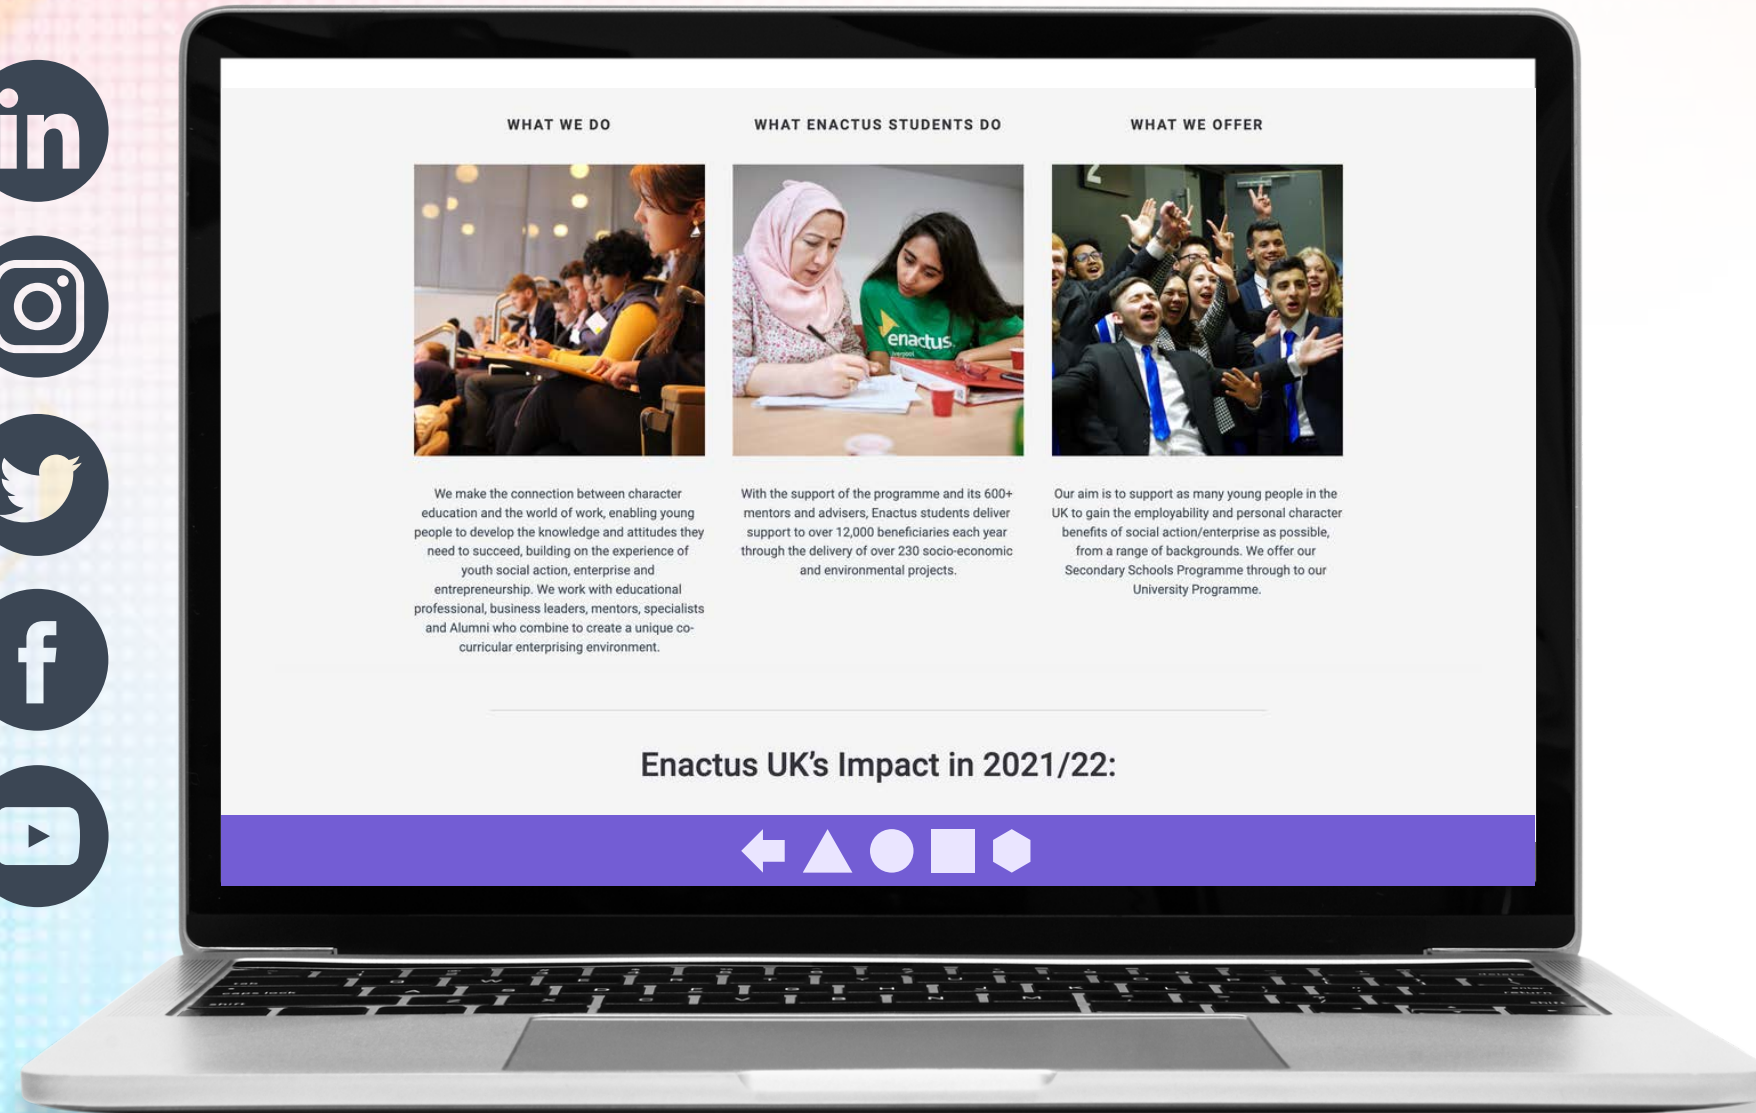 in
WHAT WE DO
WHAT ENACTUS STUDENTS DO
WHAT WE OFFER
2
enactus.
We make the connection between character
education and the world of work, enabling young
people to develop the knowledge and attitudes they
need to succeed, building on the experience of
youth social action, enterprise and
entrepreneurship. We work with educational
professional, business leaders, mentors, specialists
and Alumni who combine to create a unique co-
curricular enterprising environment.
With the support of the programme and its 600+
mentors and advisers, Enactus students deliver
support to over 12,000 beneficiaries each year
through the delivery of over 230 socio-economic
and environmental projects.
Our aim is to support as many young people in the
UK to gain the employability and personal character
benefits of social action/enterprise as possible,
from a range of backgrounds. We offer our
Secondary Schools Programme through to our
University Programme.
Enactus UK's Impact in 2021/22: